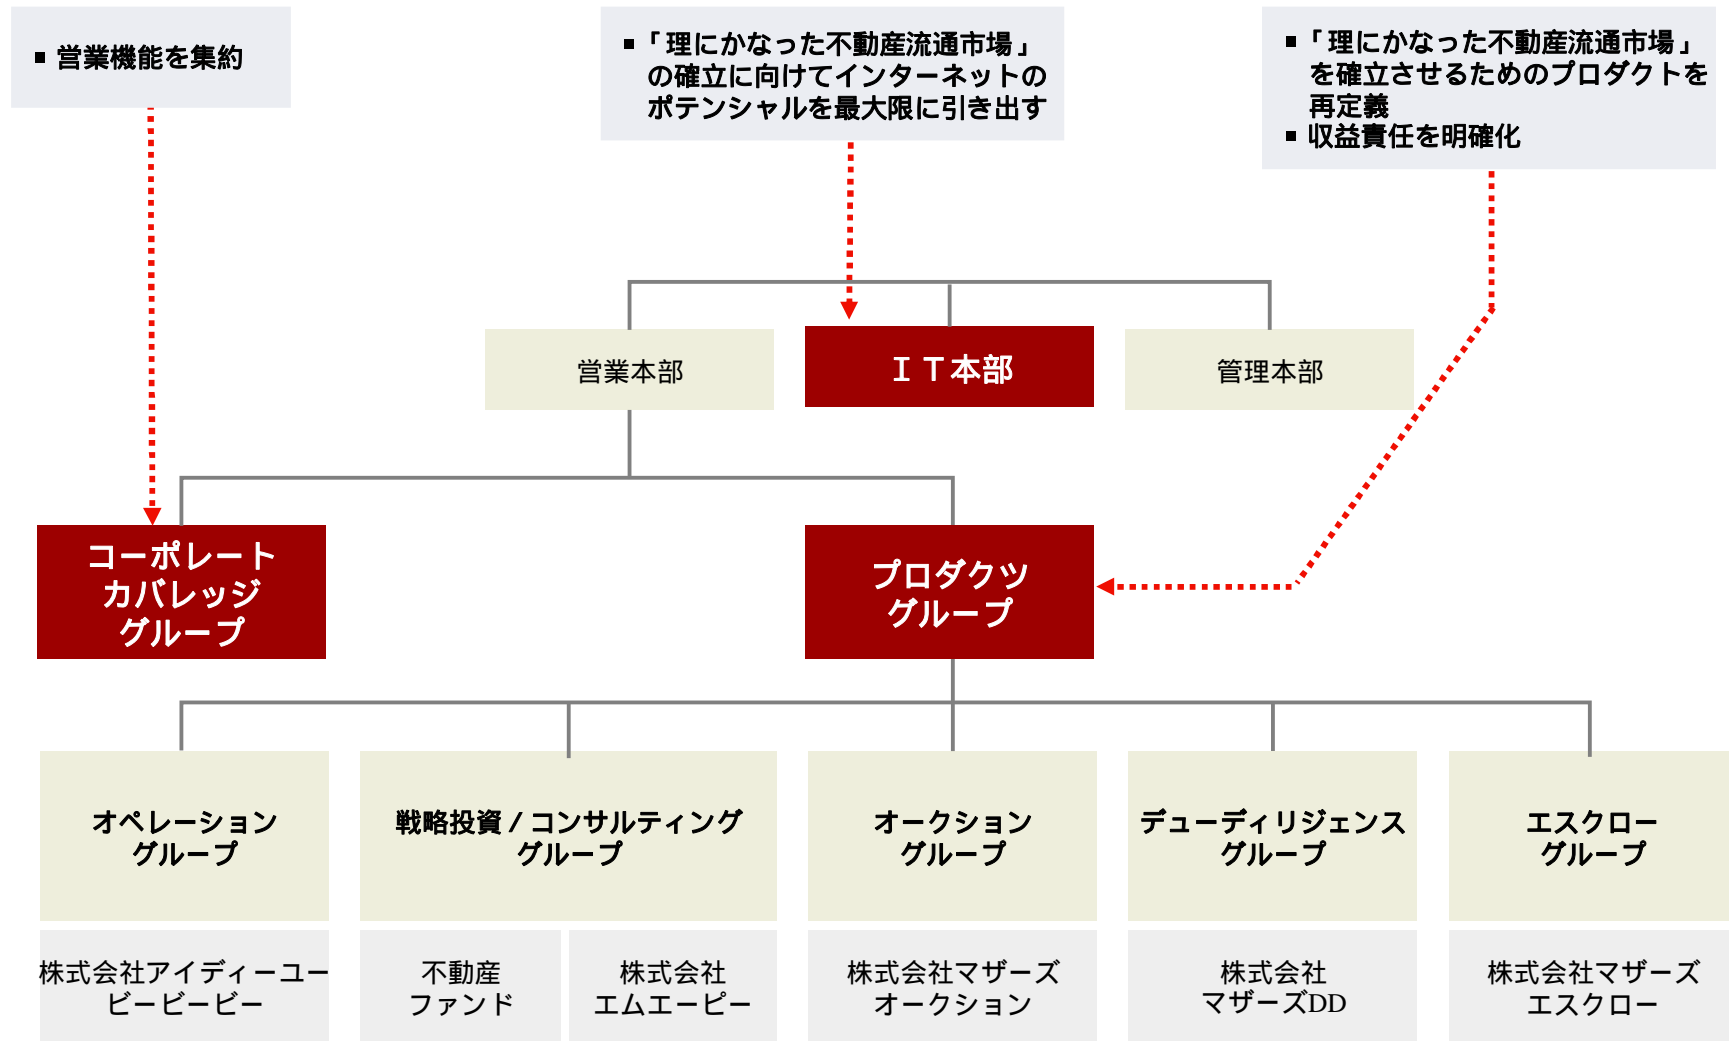 ■ 営業機能を集約
■ 「理にかなった不動産流通市場」
の確立に向けてインターネットの
ポテンシャルを最大限に引き出す
■ 「理にかなった不動産流通市場」
を確立させるためのプロダクトを
再定義
■ 収益責任を明確化
営業本部
ＩＴ本部
管理本部
コーポレート
カバレッジ
グループ
プロダクツ
グループ
オペレーション
グループ
戦略投資/コンサルティング
グループ
オークション
グループ
デューディリジェンス
グループ
エスクロー
グループ
株式会社アイディーユー
ビービービー
不動産
ファンド
株式会社
エムエーピー
株式会社マザーズ
オークション
株式会社
マザーズDD
株式会社マザーズ
エスクロー